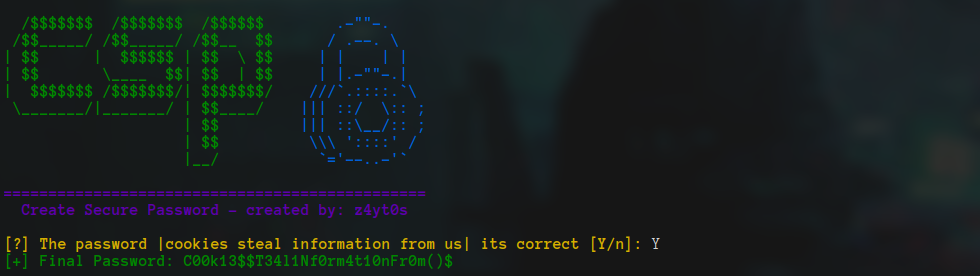 csp
================================================
Create Secure Password - created by: z4yt0s
[?] The password |cookies steal information from us| its correct [Y/n]: Y
[+] Final Password: C00k13$$T34l1Nf0rm4t10nFr0m()$